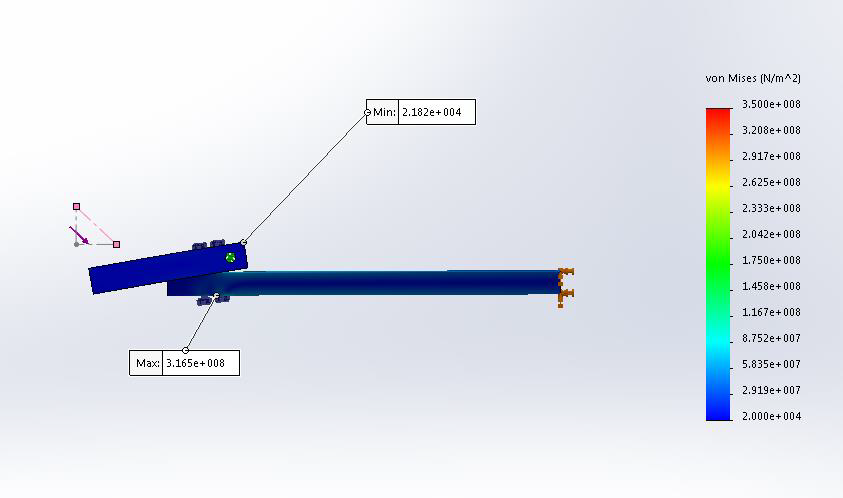 von Mises (N/m^2)
3.500e+008
3.208e+008
2.917e+008
2.625e+008
2.333e+008
2.042e+008
1.750e+008
1.458e+008
1.167e+008
8.752e+007
5.835e+007
2.919e+007
2.000e+004
Min: 2.182e+004
Max: 3.165e+008